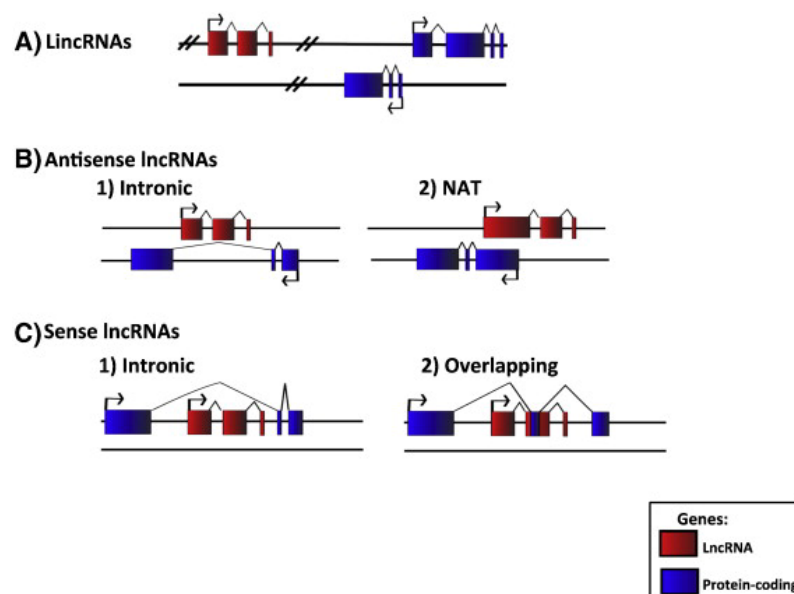 A) LincRNAs
B) Antisense lncRNAs
1) Intronic
2) NAT
C) Sense lncRNAs
1) Intronic
2) Overlapping
Genes:
LncRNA
Protein-coding